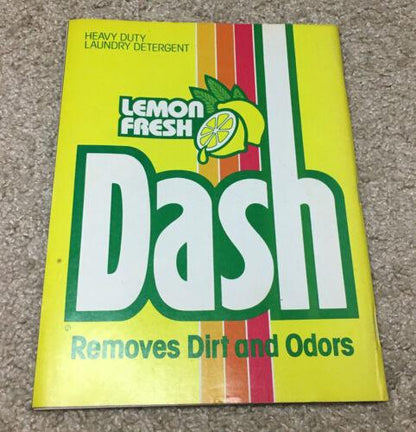 HEAVY DUTY
LAUNDRY DETERGENT
LEMON
FRESH
Dash
Removes Dirt and Odors